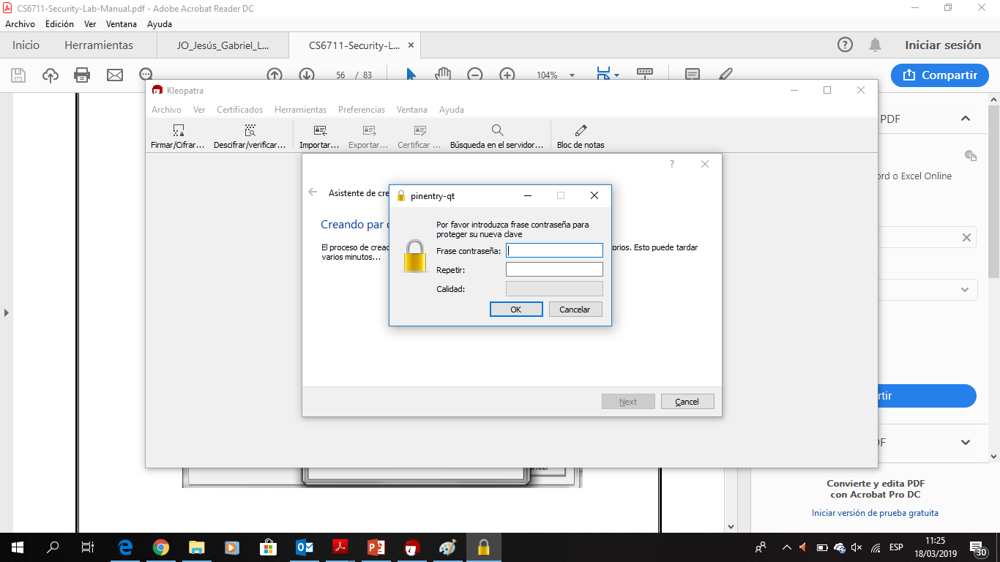 CS6711-Security-Lab-Manual.pdf - Adobe Acrobat Reader DC
Archivo Edición Ver Ventana Ayuda
Inicio Herramientas JO_Jesús_Gabriel_L... CS6711-Security-L... Iniciar sesión
56 / 83 104% Compartir
Kleopatra
Archivo Ver Certificados Herramientas Preferencias Ventana Ayuda
Firmar/Cifrar... Descifrar/verificar... Importar... Exportar... Certificar ... Búsqueda en el servidor... Bloc de notas
PDF
ord o Excel Online
Asistente de cre
pinentry-qt
Creando par
Por favor introduzca frase contraseña para
proteger su nueva clave
El proceso de creac
orios. Esto puede tardar
varios minutos...
Frase contraseña:
Repetir:
Calidad:
OK Cancelar
Next Cancel
rtir
DF
Convierte y edita PDF
con Acrobat Pro DC
Iniciar versión de prueba gratuita
ESP
11:25
18/03/2019
30